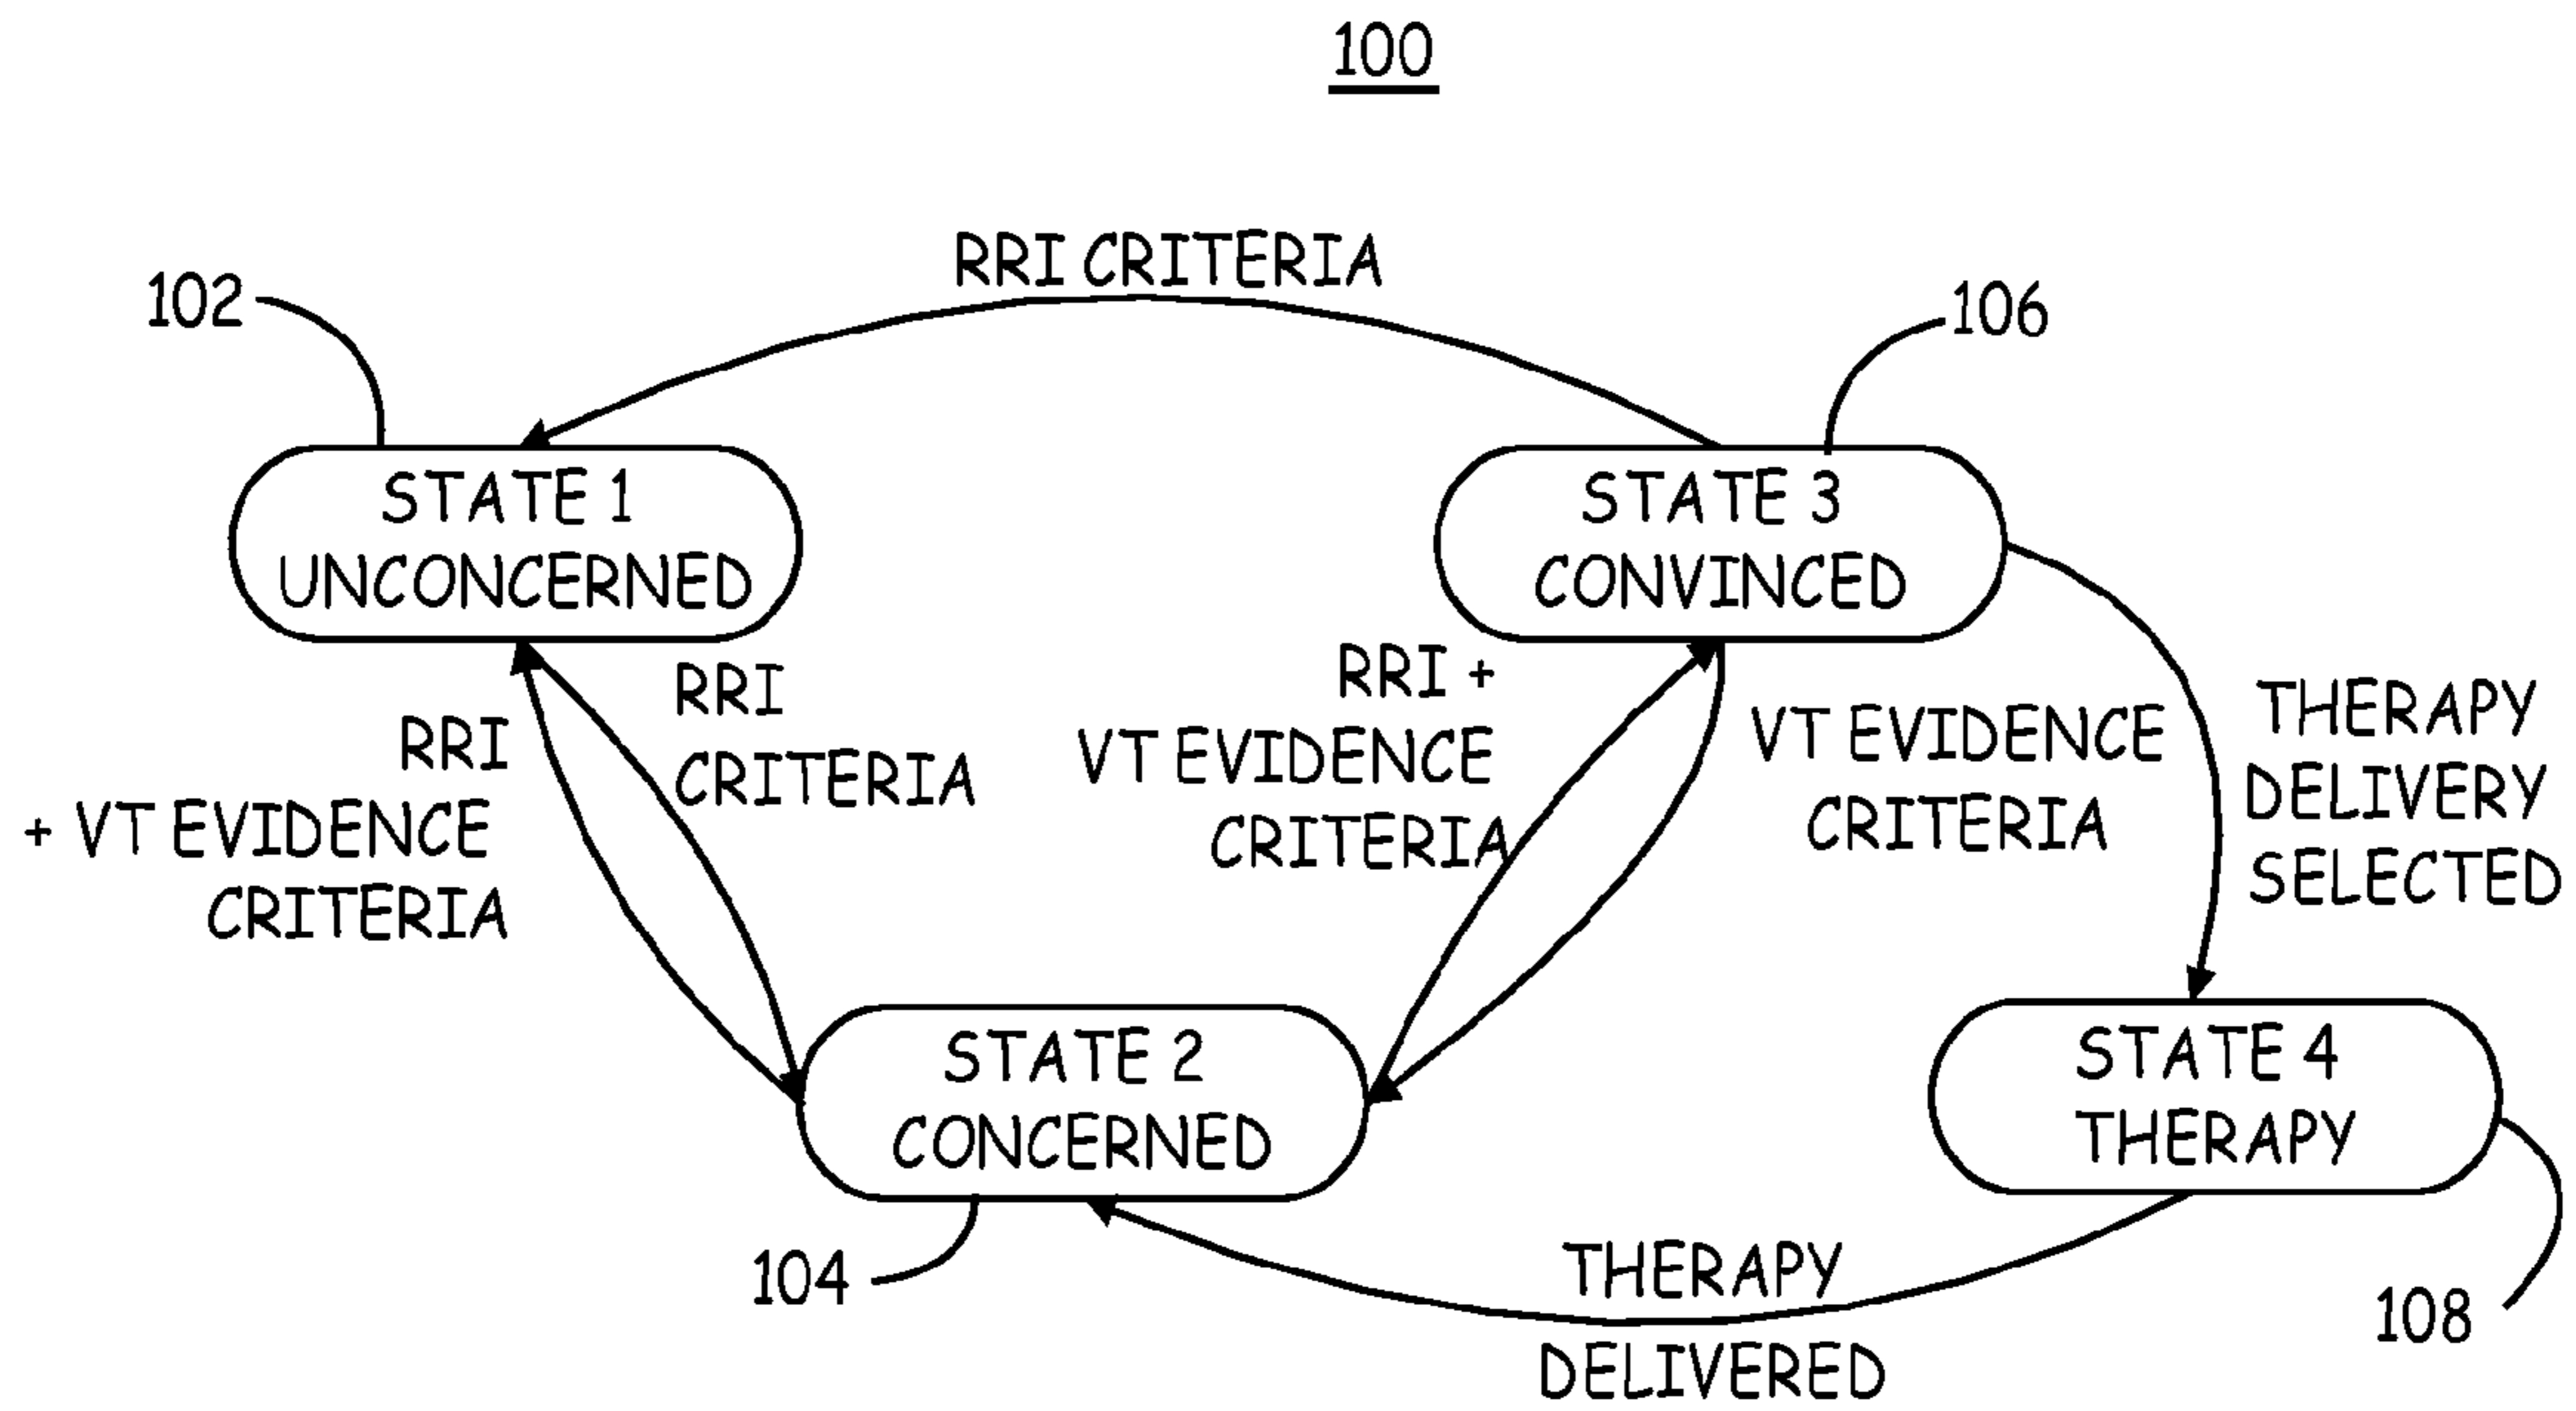 100
RRI CRITERIA
102
106
STATE 1
UNCONCERNED
STATE 3
CONVINCED
RRI
+ VT EVIDENCE
CRITERIA
RRI
CRITERIA
RRI +
VT EVIDENCE
CRITERIA
VT EVIDENCE
CRITERIA
THERAPY
DELIVERY
SELECTED
STATE 2
CONCERNED
STATE 4
THERAPY
104
THERAPY
DELIVERED
108